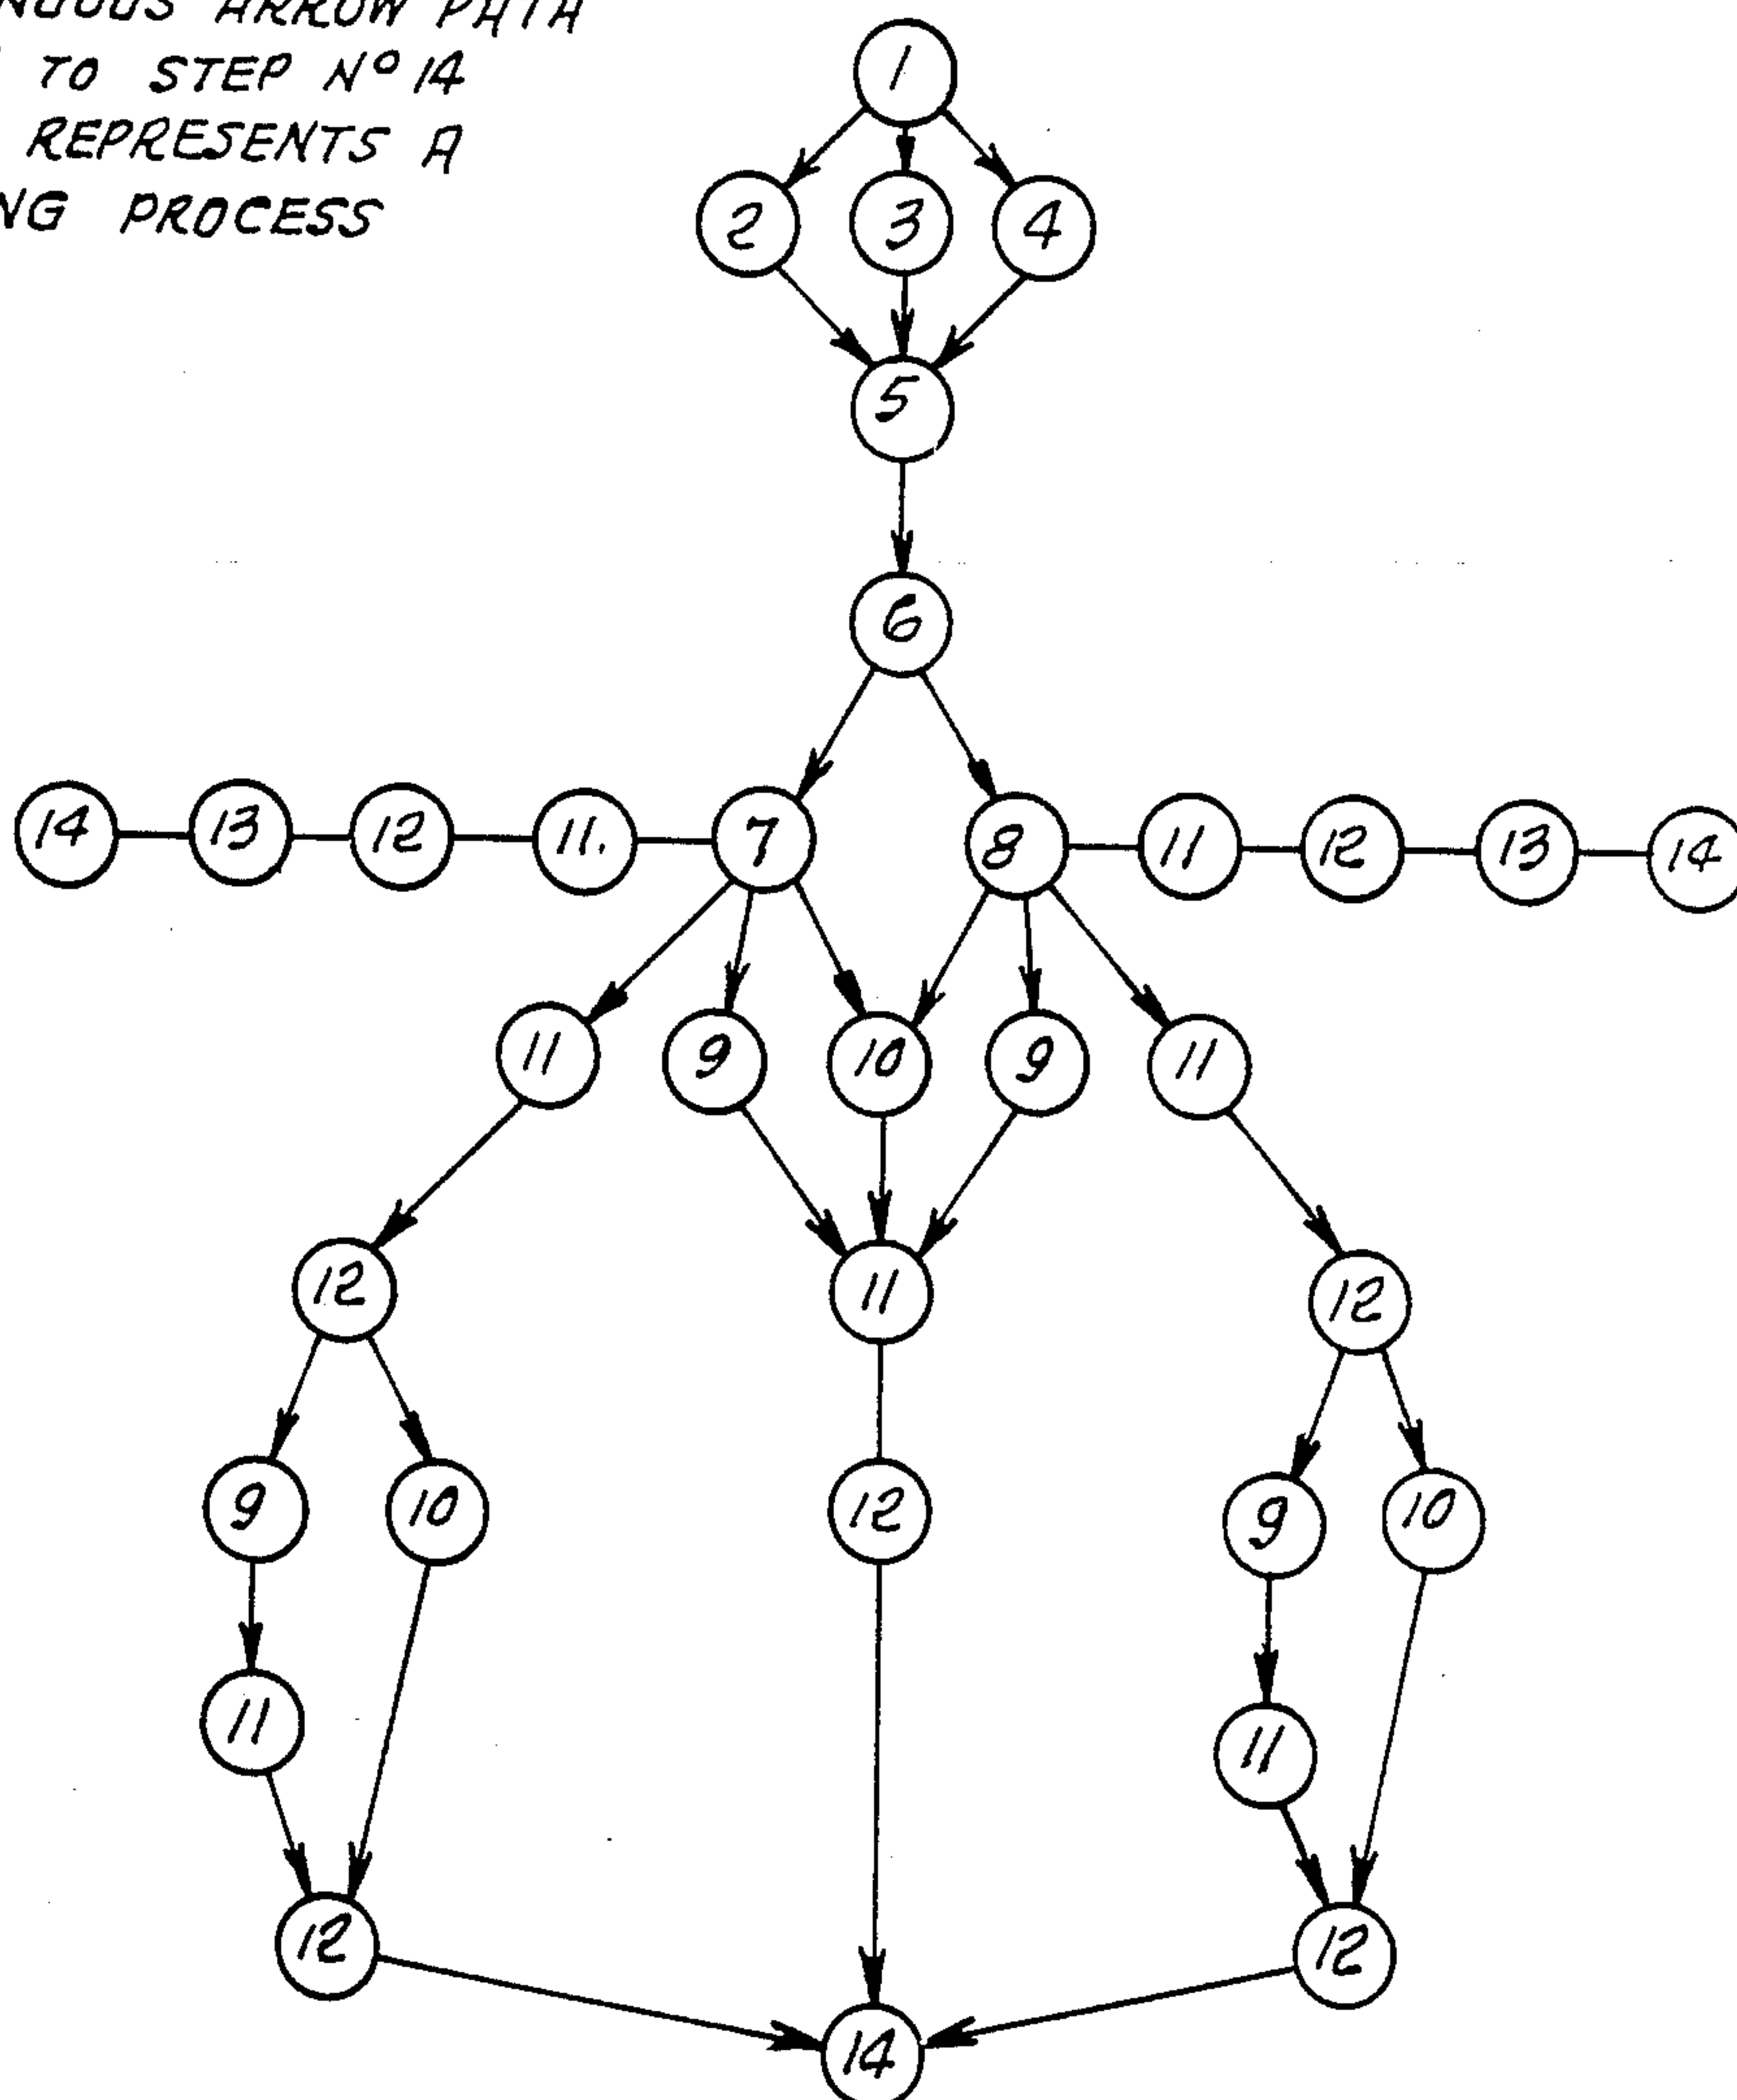 ARROW PATH
TO STEP Nº 14
REPRESENTS A
PROCESS
1
2 3 4
5
6
14 13 12 11. 7 8 11 12 13 14
11 9 10 9 11
12 11 12
9 10 12 9 10
11 11
12 12
14